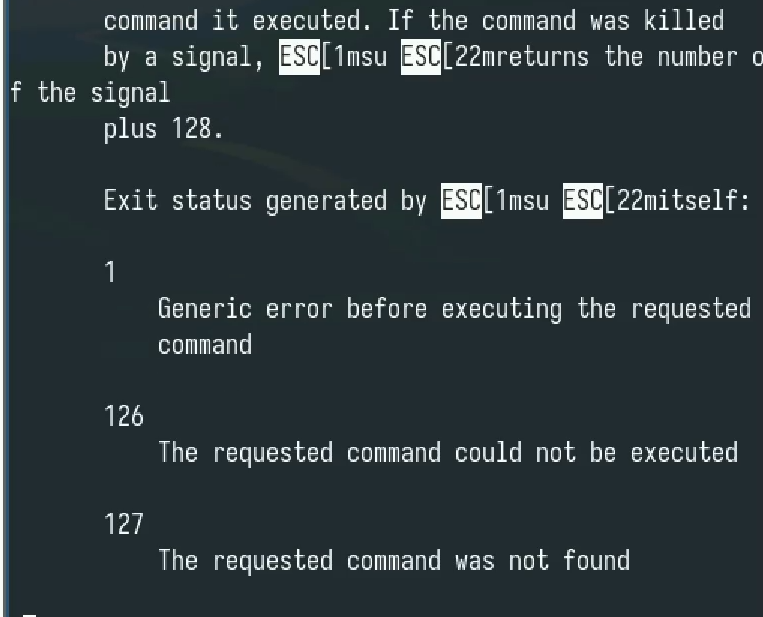 command it executed. If the command was killed
by a signal, ESC[1msu ESC[22mreturns the number o
f the signal
plus 128.
Exit status generated by ESC[1msu ESC[22mitself:
1
Generic error before executing the requested
command
126
The requested command could not be executed
127
The requested command was not found